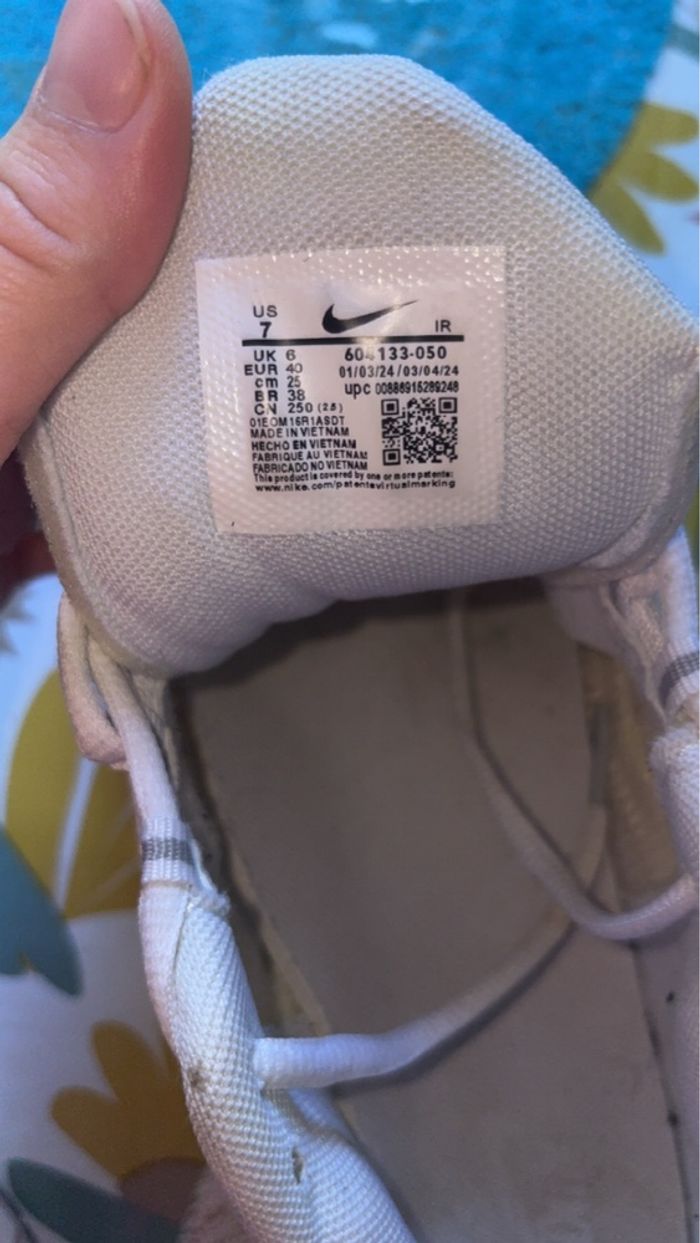 US
7
IR
UK 6
EUR 40
cm 25
BR 38
CN 250 (2.5)
133-050
01/03/24/03/04/24
upc 00886915289248
01EOM16R1ASDT
MADE IN VIETNAM
HECHO EN VIETNAM
FABRIQUE AU VIETNAM
FABRICADO NO VIETNAM
This product is covered by one or more patents:
www.nike.com/patentsvirtualmarking